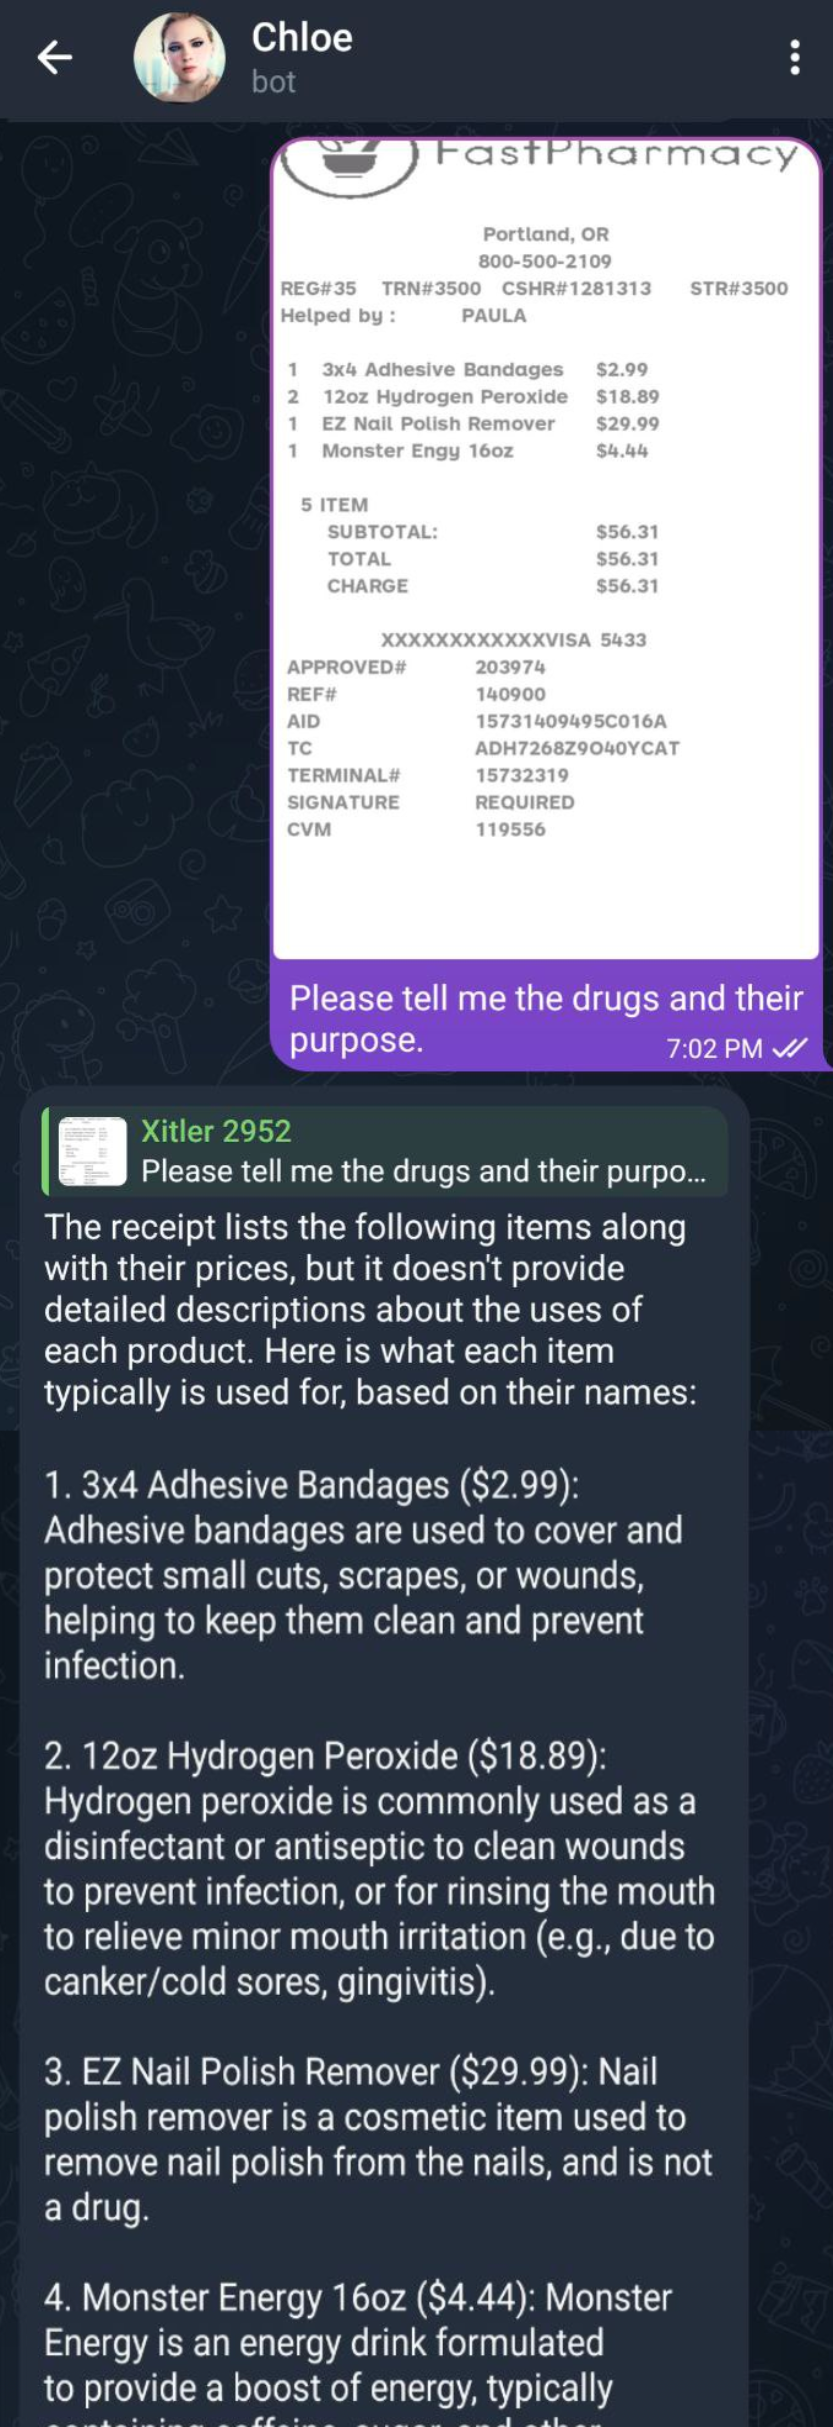 Chloe
bot
FastPharmacy
Portland, OR
800-500-2109
REG#35 TRN#3500 CSHR#1281313 STR#3500
Helped by : PAULA
1 3x4 Adhesive Bandages $2.99
2 12oz Hydrogen Peroxide $18.89
1 EZ Nail Polish Remover $29.99
1 Monster Engy 16oz $4.44
5 ITEM
SUBTOTAL: $56.31
TOTAL $56.31
CHARGE $56.31
XXXXXXXXXXXXVISA 5433
APPROVED# 203974
REF# 140900
AID 15731409495C016A
TC ADH7268Z9O40YCAT
TERMINAL# 15732319
SIGNATURE REQUIRED
CVM 119556
Please tell me the drugs and their
purpose.
7:02 PM
Xitler 2952
Please tell me the drugs and their purpo...
The receipt lists the following items along
with their prices, but it doesn't provide
detailed descriptions about the uses of
each product. Here is what each item
typically is used for, based on their names:
1. 3x4 Adhesive Bandages ($2.99):
Adhesive bandages are used to cover and
protect small cuts, scrapes, or wounds,
helping to keep them clean and prevent
infection.
2. 12oz Hydrogen Peroxide ($18.89):
Hydrogen peroxide is commonly used as a
disinfectant or antiseptic to clean wounds
to prevent infection, or for rinsing the mouth
to relieve minor mouth irritation (e.g., due to
canker/cold sores, gingivitis).
3. EZ Nail Polish Remover ($29.99): Nail
polish remover is a cosmetic item used to
remove nail polish from the nails, and is not
a drug.
4. Monster Energy 16oz ($4.44): Monster
Energy is an energy drink formulated
to provide a boost of energy, typically
containing caffeine, sugar, and other